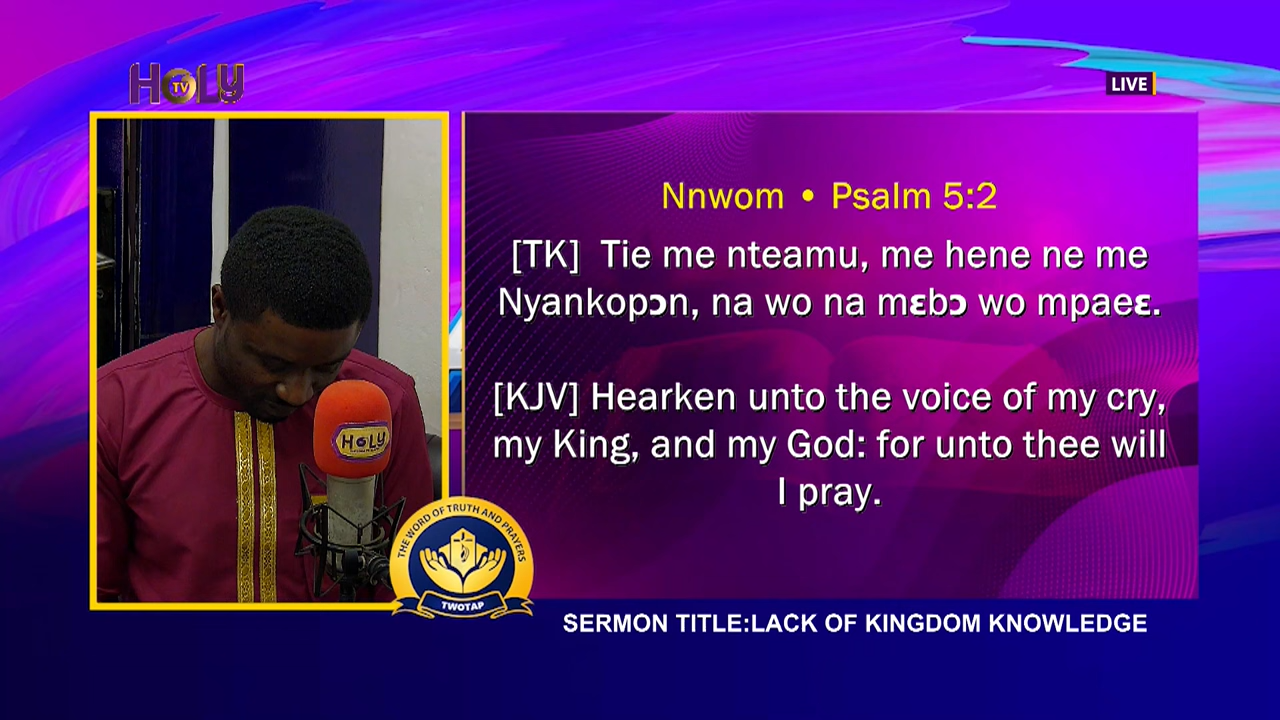 HOLY
TV
LIVE
Nnwom • Psalm 5:2
[TK] Tie me nteamu, me hene ne me
Nyankopɔn, na wo na mɛbɔ wo mpaeɛ.
[KJV] Hearken unto the voice of my cry,
my King, and my God: for unto thee will
I pray.
HOLY
THE WORD OF TRUTH AND PRAYERS
TWOTAP
SERMON TITLE:LACK OF KINGDOM KNOWLEDGE